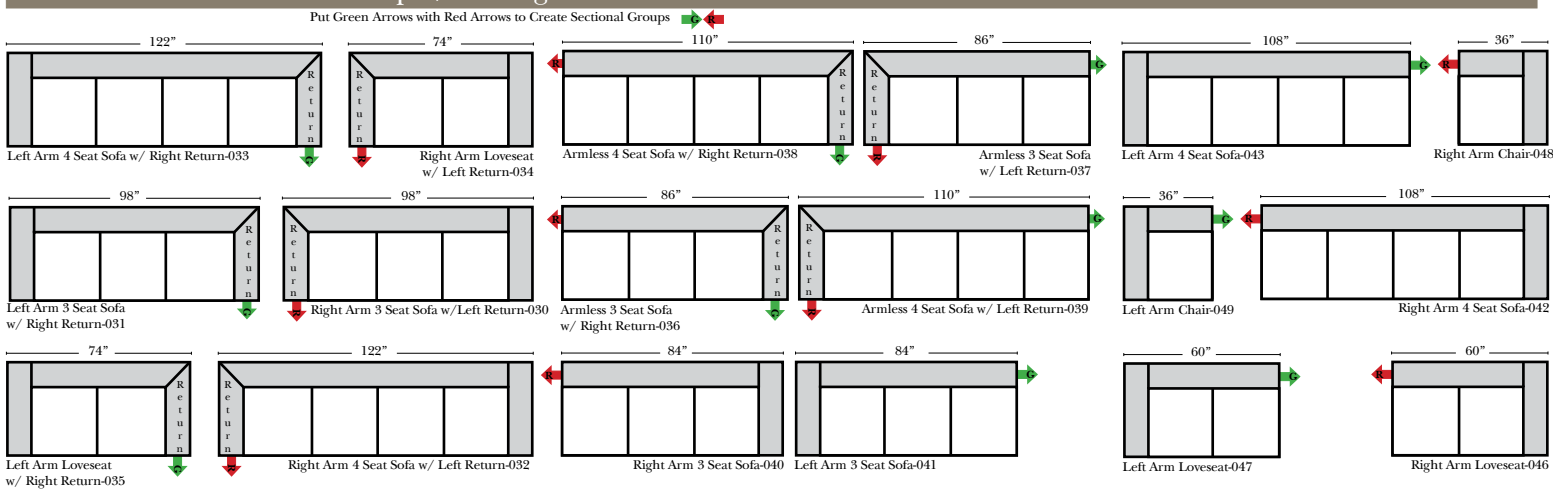 Put Green Arrows with Red Arrows to Create Sectional Groups G R
122” 74” 110” 86” 108” 36”
R G G R
Return Return Return Return
G R G R
Left Arm 4 Seat Sofa w/ Right Return-033
Right Arm Loveseat
w/ Left Return-034
Armless 4 Seat Sofa w/ Right Return-038
Armless 3 Seat Sofa
w/ Left Return-037
Left Arm 4 Seat Sofa-043
Right Arm Chair-048
98” 98” 86” 110” 36” 108”
R G G R
Return Return Return Return
G R G R
Left Arm 3 Seat Sofa
w/ Right Return-031
Right Arm 3 Seat Sofa w/Left Return-030
Armless 3 Seat Sofa
w/ Right Return-036
Armless 4 Seat Sofa w/ Left Return-039
Left Arm Chair-049
Right Arm 4 Seat Sofa-042
74” 122” 84” 84” 60” 60”
R G G R
Return Return
G R
Left Arm Loveseat
w/ Right Return-035
Right Arm 4 Seat Sofa w/ Left Return-032
Right Arm 3 Seat Sofa-040
Left Arm 3 Seat Sofa-041
Left Arm Loveseat-047
Right Arm Loveseat-046